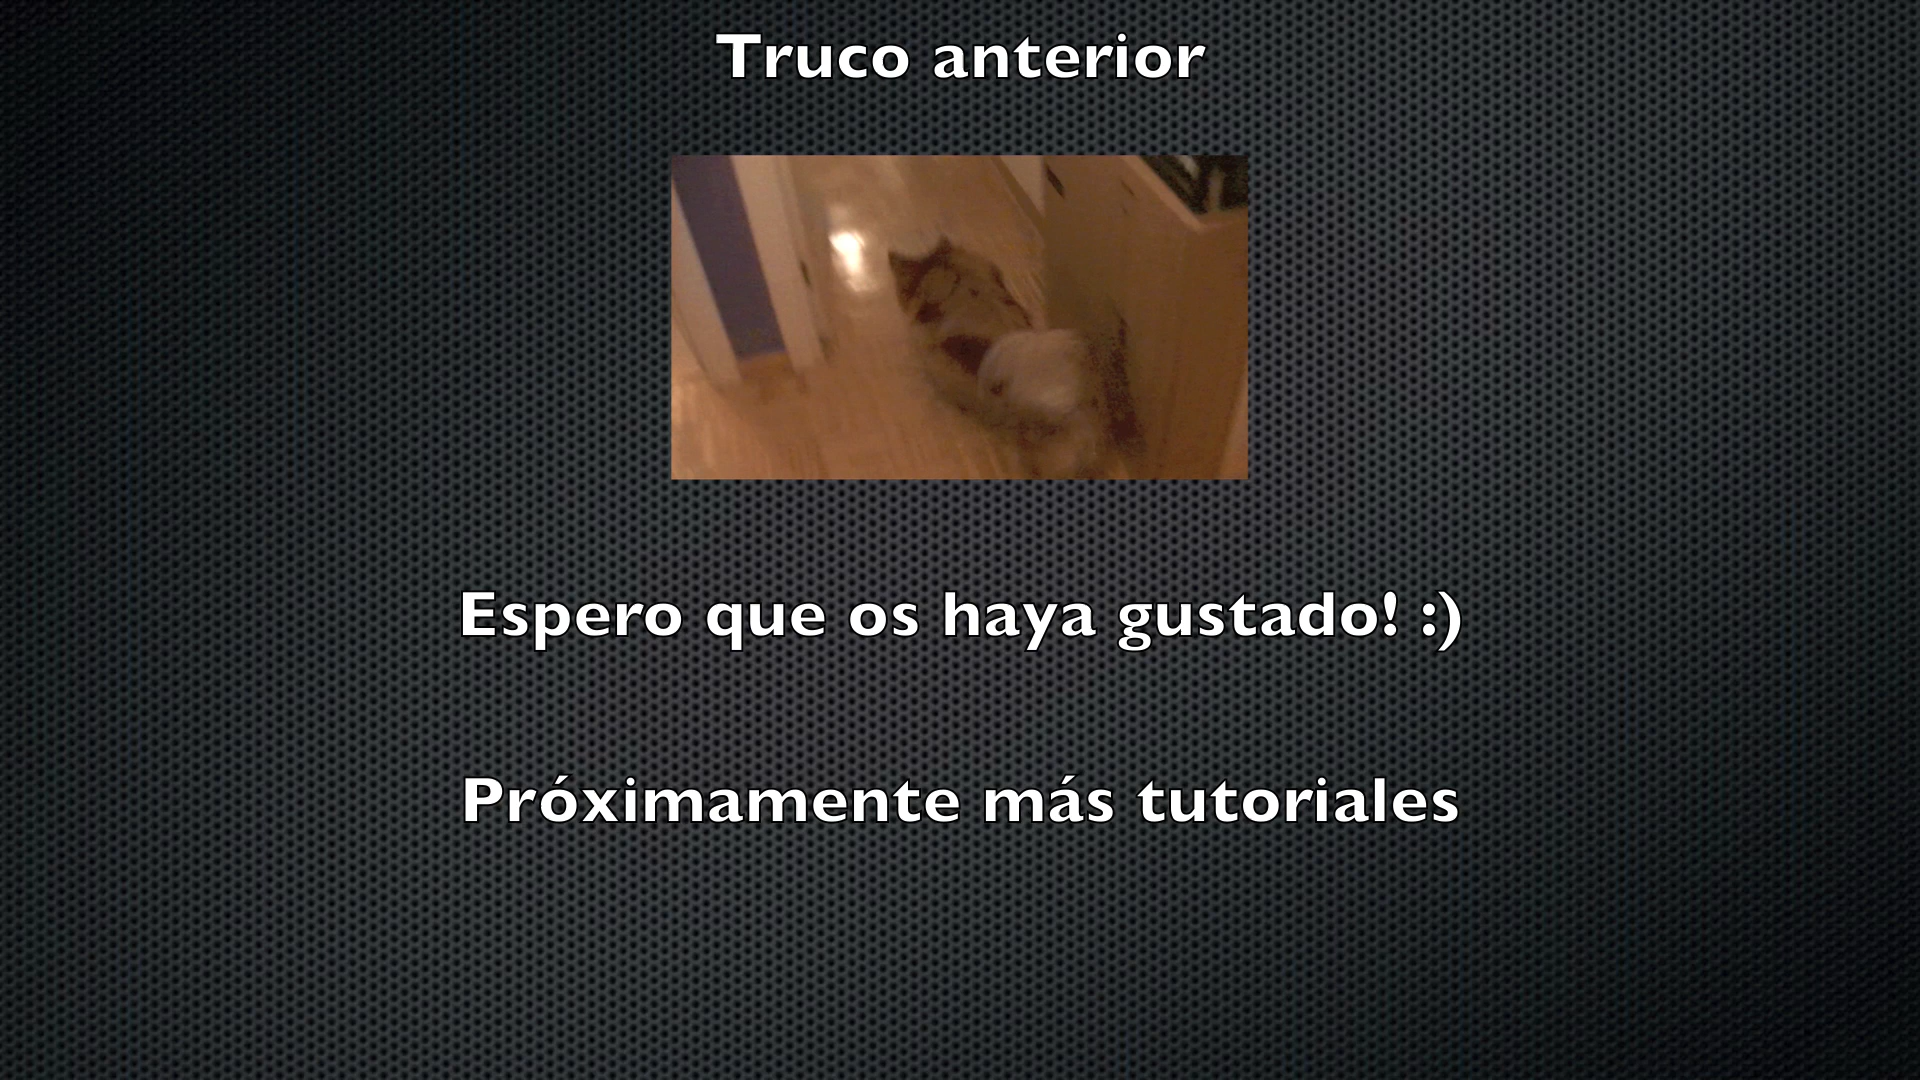 Truco anterior
Espero que os haya gustado! :)
Próximamente más tutoriales